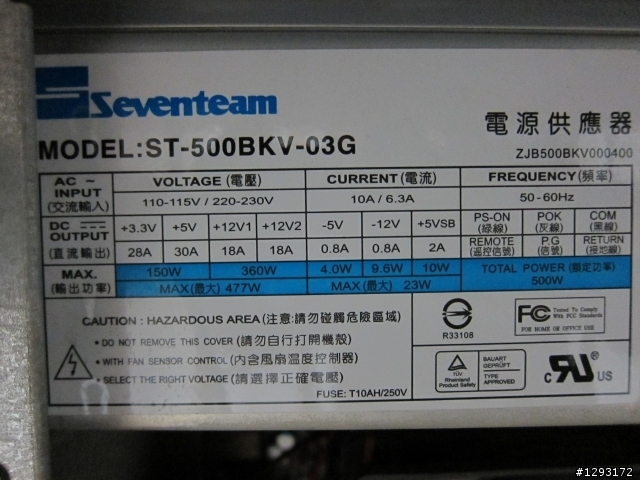 Seventeam
電源供應器
MODEL:ST-500BKV-03G
ZJB500BKV000400
AC ~ INPUT (交流輸入) VOLTAGE (電壓) CURRENT (電流) FREQUENCY (頻率)
110-115V / 220-230V 10A / 6.3A 50-60Hz
DC OUTPUT (直流輸出) +3.3V +5V +12V1 +12V2 -5V -12V +5VSB PS-ON (綠線) POK (灰線) COM (黑線)
28A 30A 18A 18A 0.8A 0.8A 2A REMOTE (遙控信號) P.G (信號) RETURN (接地線)
MAX. (輸出功率) 150W 360W 4.0W 9.6W 10W TOTAL POWER (額定功率)
MAX(最大) 477W MAX(最大) 23W 500W
CAUTION : HAZARDOUS AREA (注意:請勿碰觸危險區域)
• DO NOT REMOVE THIS COVER (請勿自行打開機殼)
• WITH FAN SENSOR CONTROL (內含風扇溫度控制器)
• SELECT THE RIGHT VOLTAGE (請選擇正確電壓)
FUSE: T10AH/250V
R33108
FC Tested To Comply With FCC Standards
FOR HOME OR OFFICE USE
TÜV Rheinland Product Safety
BAUART GEPRÜFT
TYPE APPROVED
c RU US
#1293172